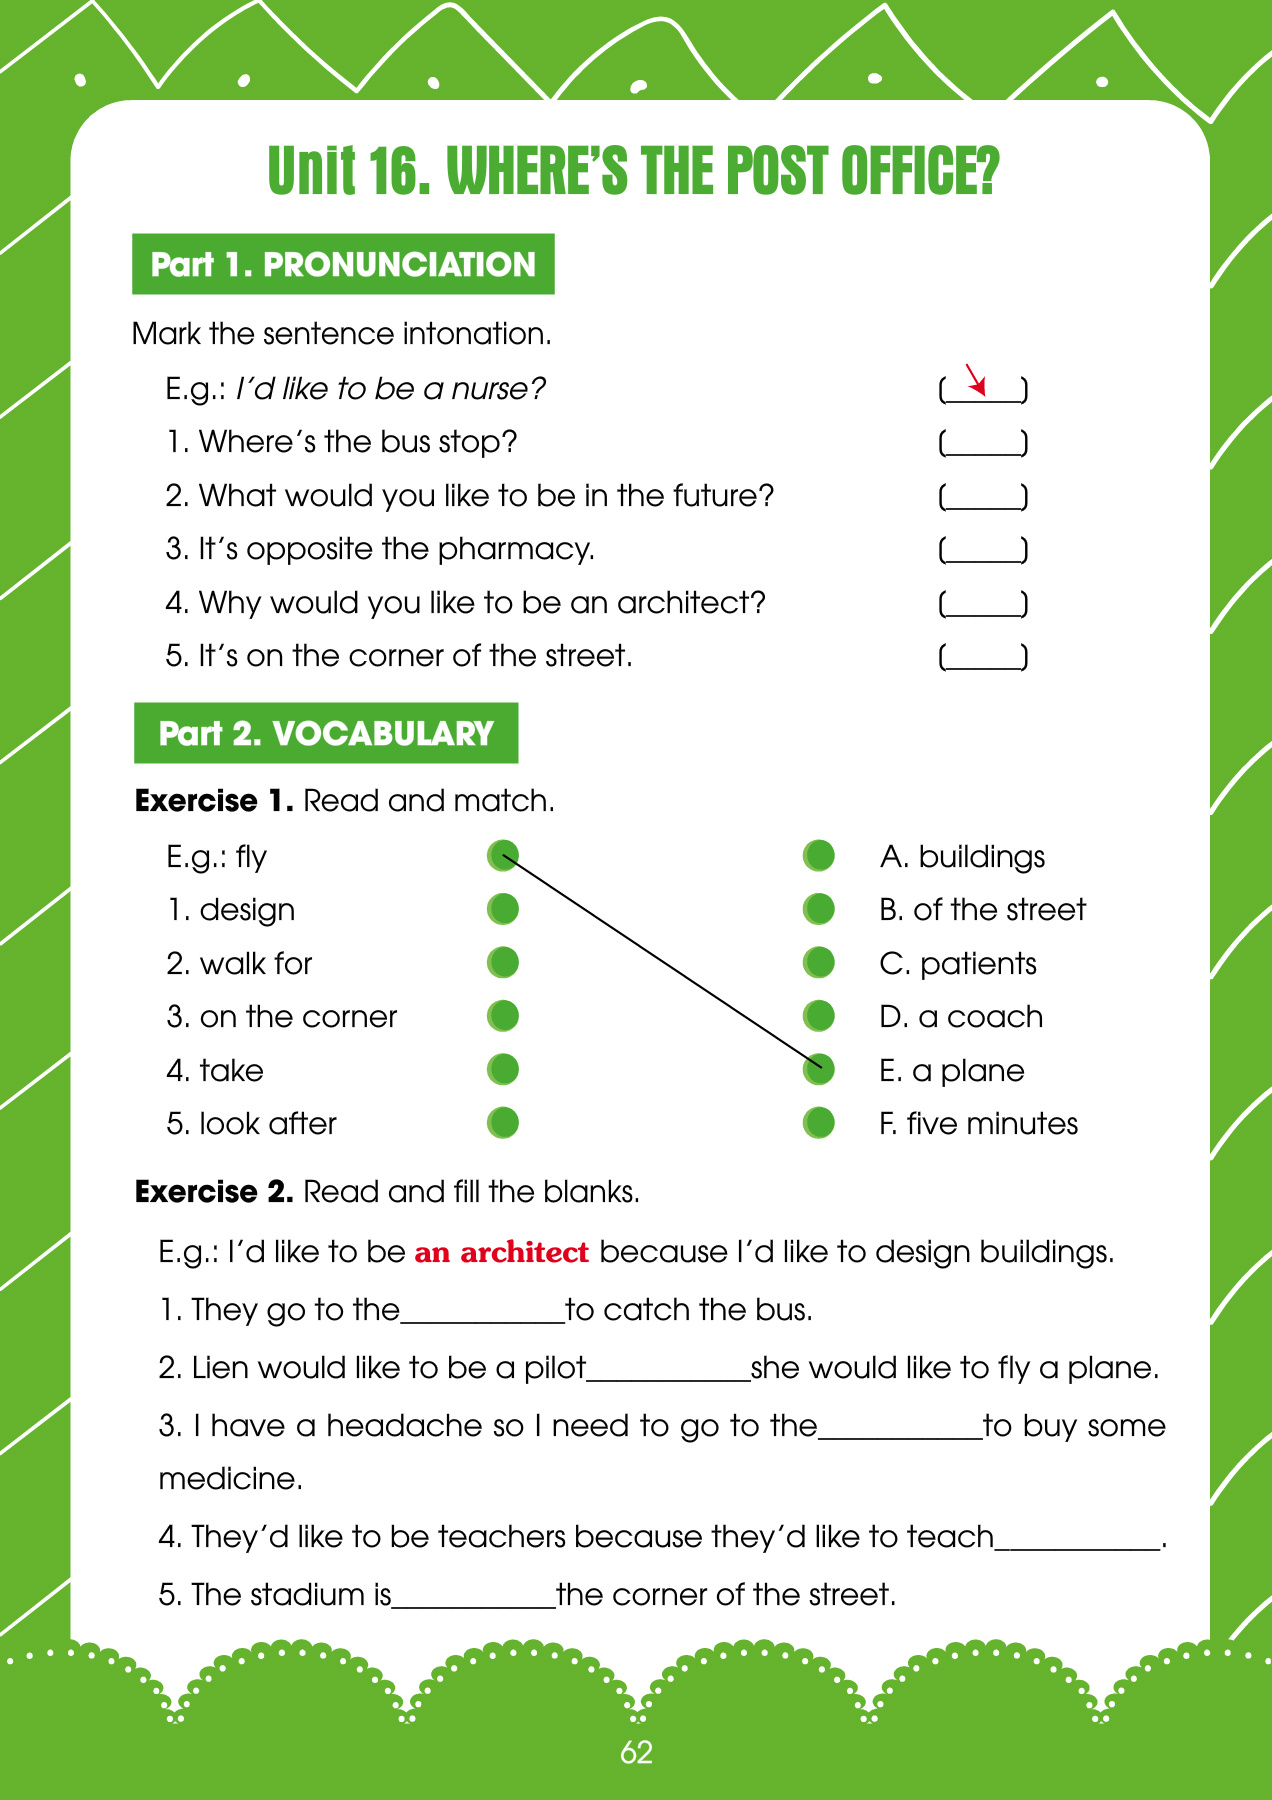 Unit 16. WHERE’S THE POST OFFICE?
Part 1. PRONUNCIATION
Mark the sentence intonation.
E.g.: I’d like to be a nurse? (_____)
1. Where’s the bus stop? (_____)
2. What would you like to be in the future? (_____)
3. It’s opposite the pharmacy. (_____)
4. Why would you like to be an architect? (_____)
5. It’s on the corner of the street. (_____)
Part 2. VOCABULARY
Exercise 1. Read and match.
E.g.: fly A. buildings
1. design B. of the street
2. walk for C. patients
3. on the corner D. a coach
4. take E. a plane
5. look after F. five minutes
Exercise 2. Read and fill the blanks.
E.g.: I’d like to be an architect because I’d like to design buildings.
1. They go to the___________to catch the bus.
2. Lien would like to be a pilot___________she would like to fly a plane.
3. I have a headache so I need to go to the___________to buy some
medicine.
4. They’d like to be teachers because they’d like to teach___________.
5. The stadium is___________the corner of the street.
62